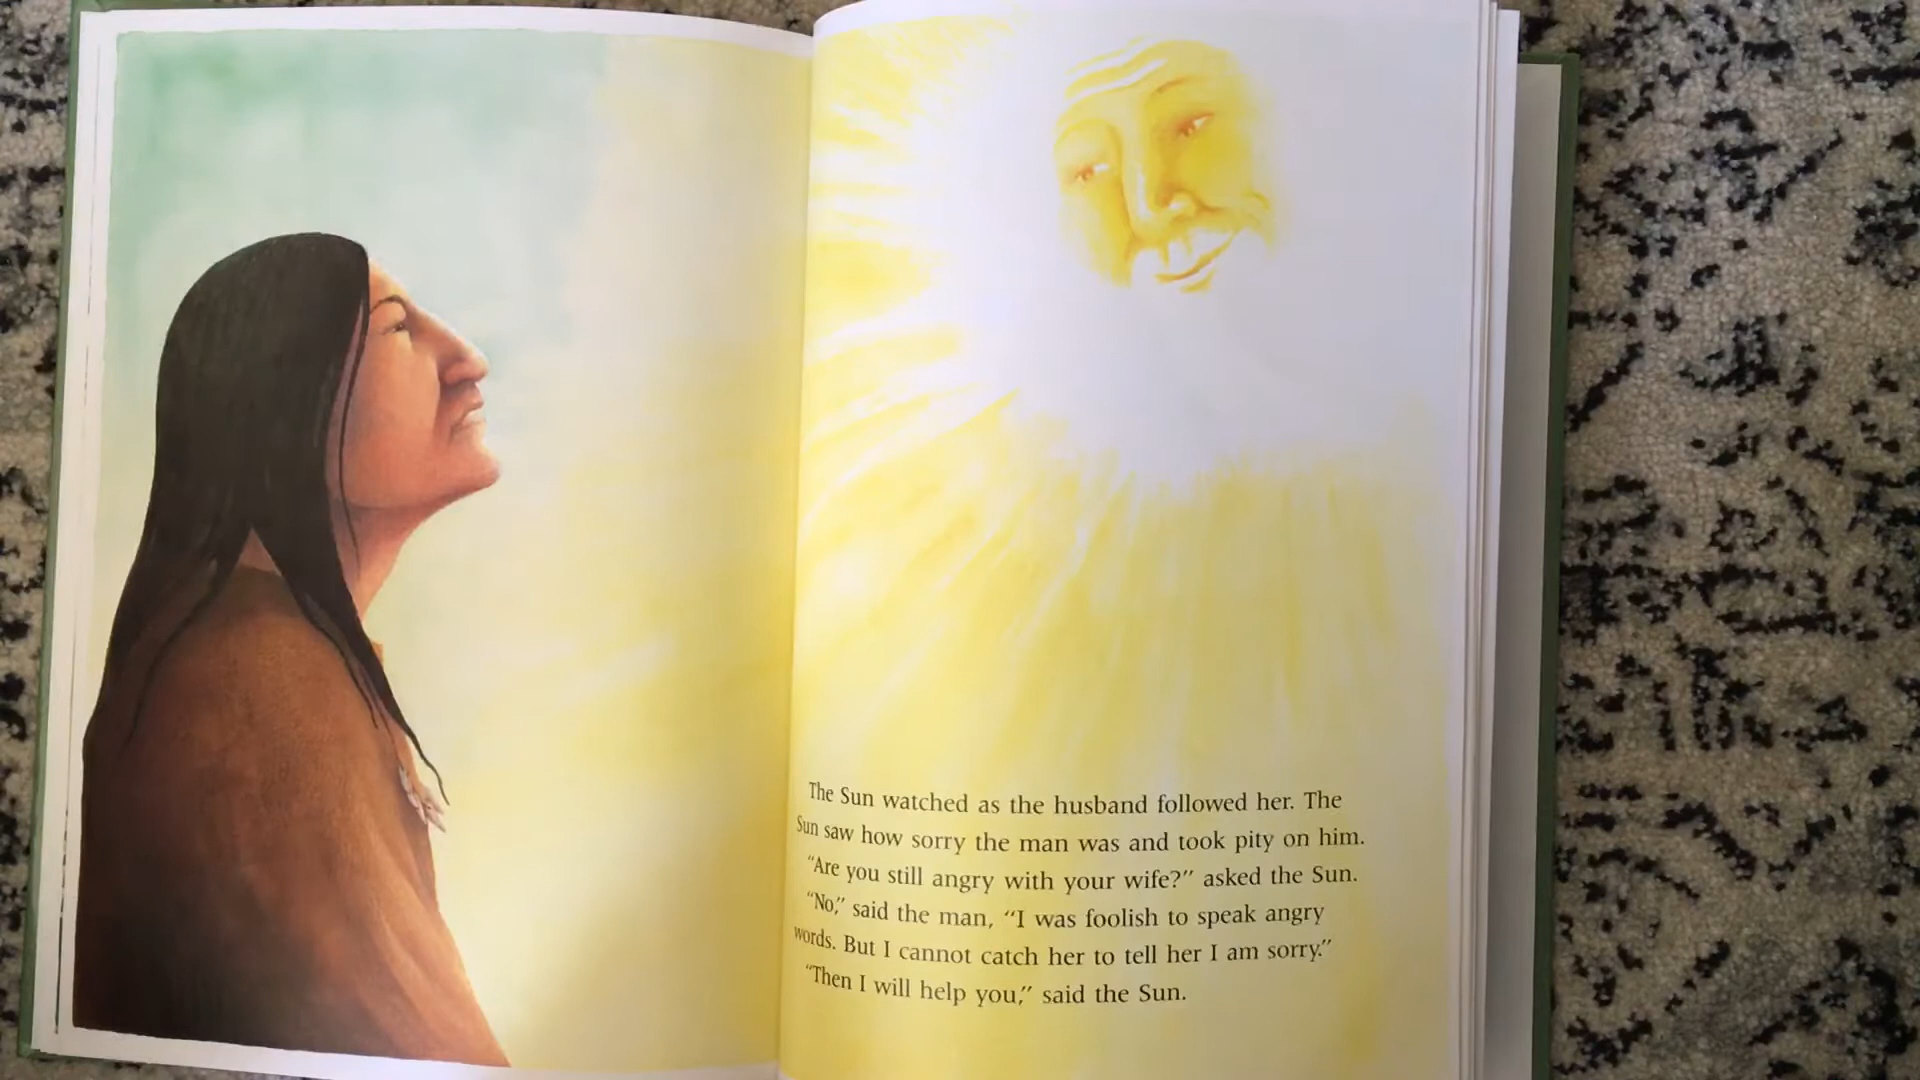 The Sun watched as the husband followed her. The
Sun saw how sorry the man was and took pity on him.
“Are you still angry with your wife?” asked the Sun.
“No,” said the man, “I was foolish to speak angry
words. But I cannot catch her to tell her I am sorry.”
“Then I will help you,” said the Sun.